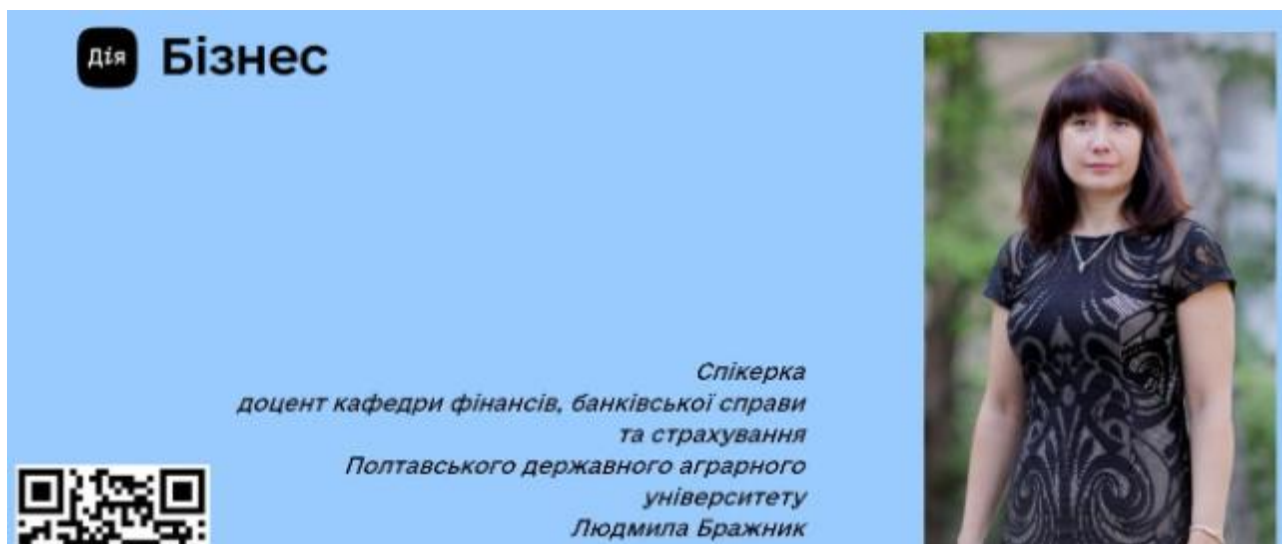 Дія Бізнес
Спікерка
доцент кафедри фінансів, банківської справи
та страхування
Полтавського державного аграрного
університету
Людмила Бражник